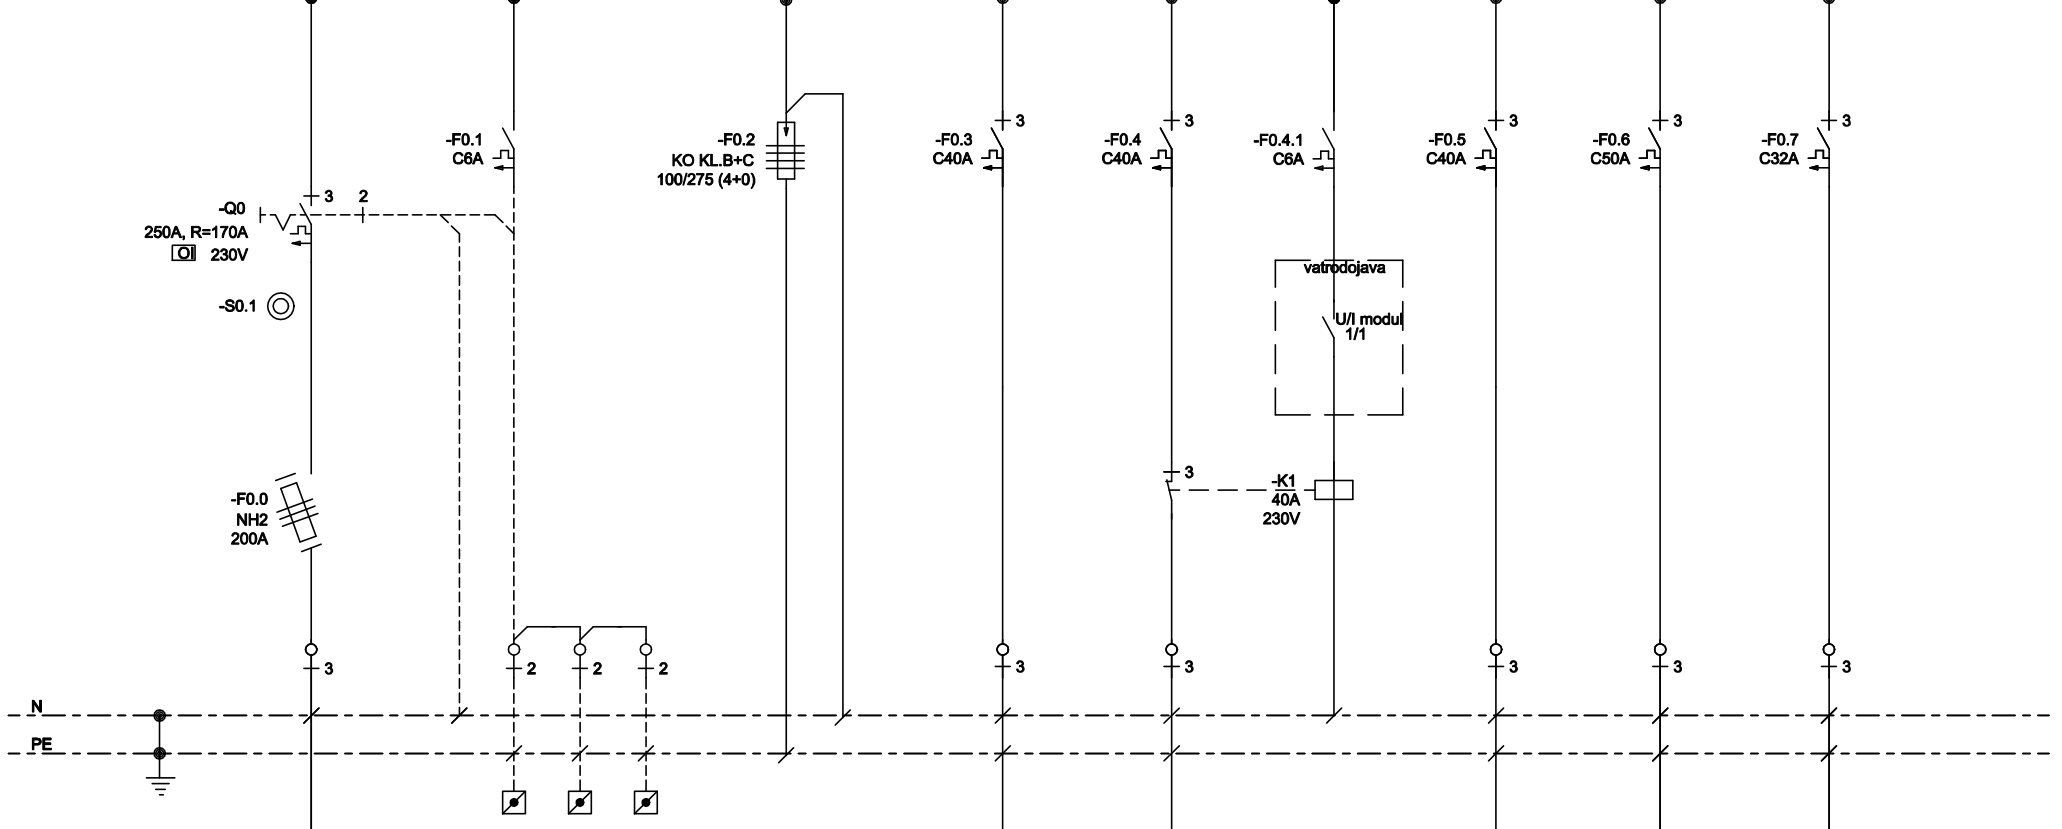 3
3
3
3
3
-F0.1
C6A
-F0.2
KO KL.B+C
100/275 (4+0)
-F0.3
C40A
-F0.4
C40A
-F0.4.1
C6A
-F0.5
C40A
-F0.6
C50A
-F0.7
C32A
3 2
-Q0
250A, R=170A
OI 230V
-S0.1
vatrodojava
U/I modul
1/1
3
-K1
40A
230V
-F0.0
NH2
200A
3
2
2
2
3
3
3
3
3
N
PE